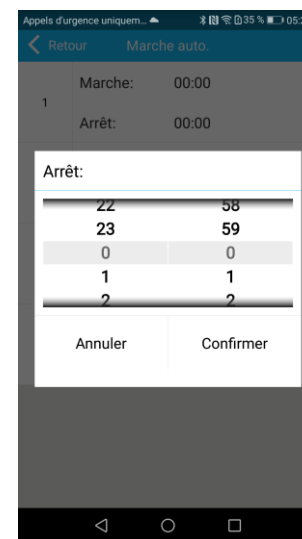 Appels d'urgence uniquem... 35 % 05:
Retour Marche auto.
Marche: 00:00
1
Arrêt: 00:00
Arrêt:
22 58
23 59
0 0
1 1
2 2
Annuler Confirmer